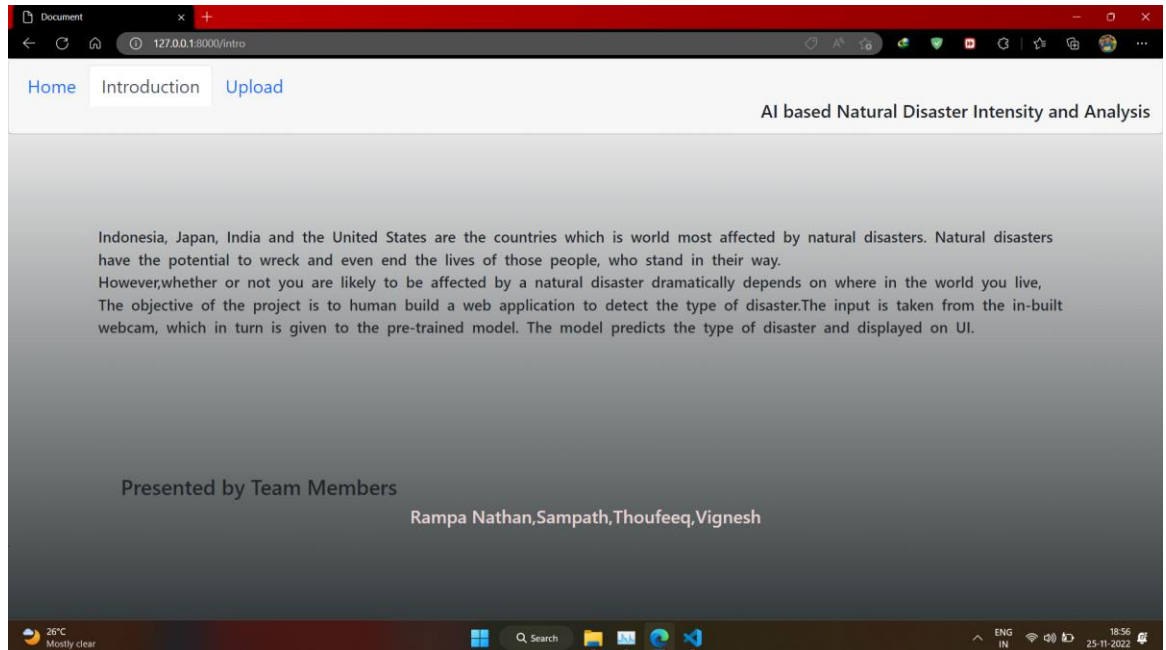 Document
127.0.0.1:8000/intro
Home Introduction Upload
AI based Natural Disaster Intensity and Analysis
Indonesia, Japan, India and the United States are the countries which is world most affected by natural disasters. Natural disasters
have the potential to wreck and even end the lives of those people, who stand in their way.
However,whether or not you are likely to be affected by a natural disaster dramatically depends on where in the world you live,
The objective of the project is to human build a web application to detect the type of disaster.The input is taken from the in-built
webcam, which in turn is given to the pre-trained model. The model predicts the type of disaster and displayed on UI.
Presented by Team Members
Rampa Nathan,Sampath,Thoufeeq,Vignesh
26°C
Mostly clear
Search
ENG
IN
18:56
25-11-2022